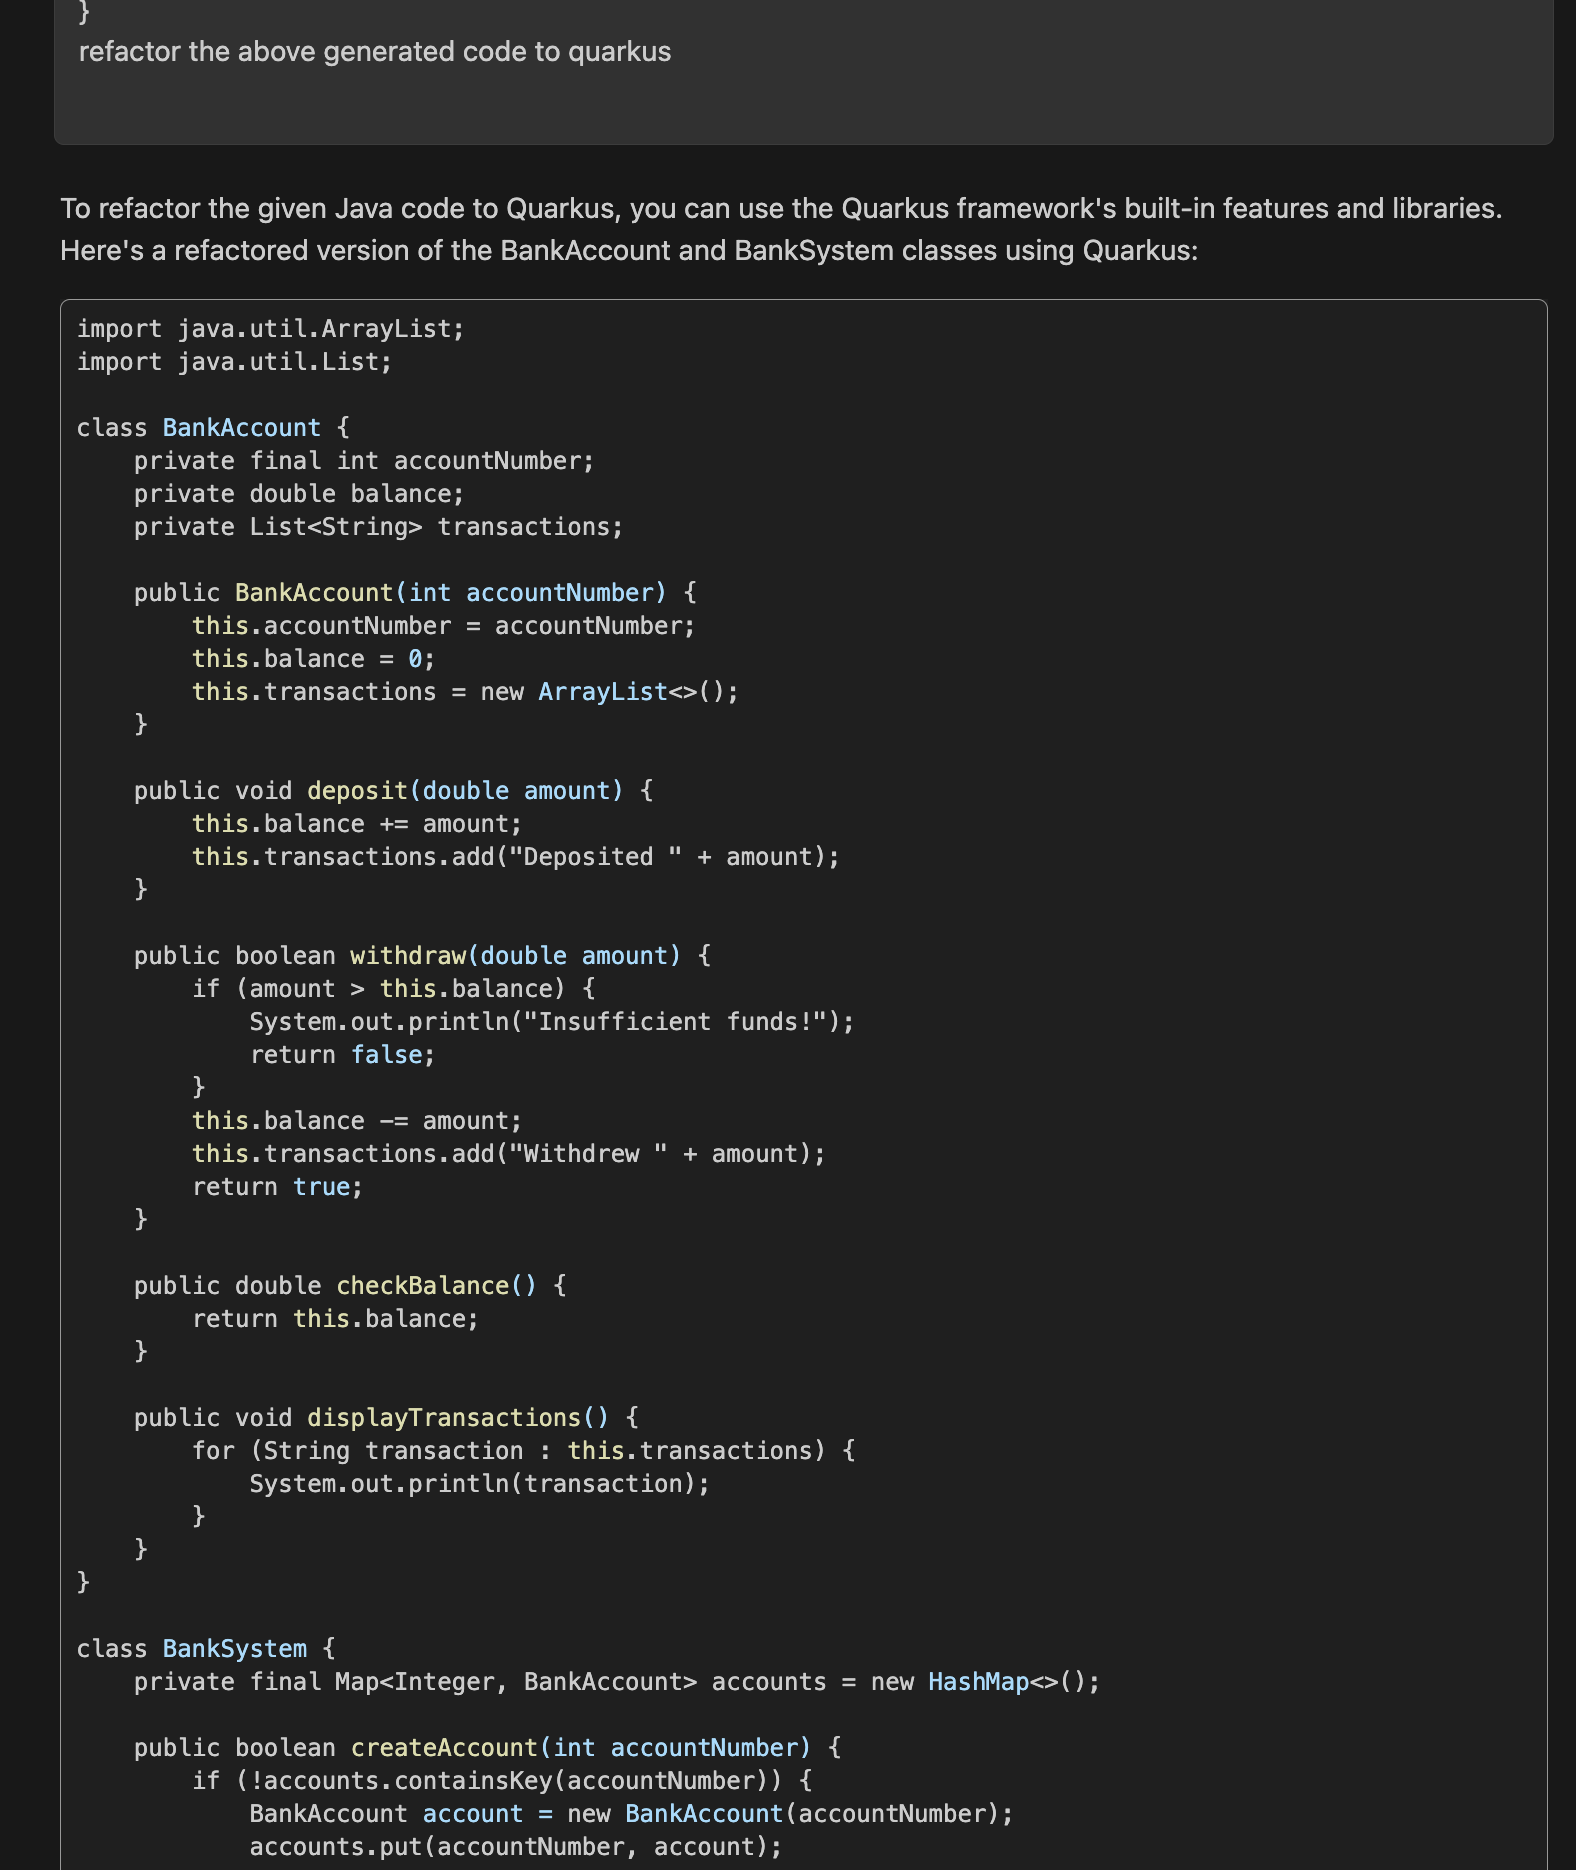 }
refactor the above generated code to quarkus
To refactor the given Java code to Quarkus, you can use the Quarkus framework's built-in features and libraries.
Here's a refactored version of the BankAccount and BankSystem classes using Quarkus:
import java.util.ArrayList;
import java.util.List;
class BankAccount {
    private final int accountNumber;
    private double balance;
    private List<String> transactions;
    public BankAccount(int accountNumber) {
        this.accountNumber = accountNumber;
        this.balance = 0;
        this.transactions = new ArrayList<>();
    }
    public void deposit(double amount) {
        this.balance += amount;
        this.transactions.add("Deposited " + amount);
    }
    public boolean withdraw(double amount) {
        if (amount > this.balance) {
            System.out.println("Insufficient funds!");
            return false;
        }
        this.balance -= amount;
        this.transactions.add("Withdrew " + amount);
        return true;
    }
    public double checkBalance() {
        return this.balance;
    }
    public void displayTransactions() {
        for (String transaction : this.transactions) {
            System.out.println(transaction);
        }
    }
}
class BankSystem {
    private final Map<Integer, BankAccount> accounts = new HashMap<>();
    public boolean createAccount(int accountNumber) {
        if (!accounts.containsKey(accountNumber)) {
            BankAccount account = new BankAccount(accountNumber);
            accounts.put(accountNumber, account);